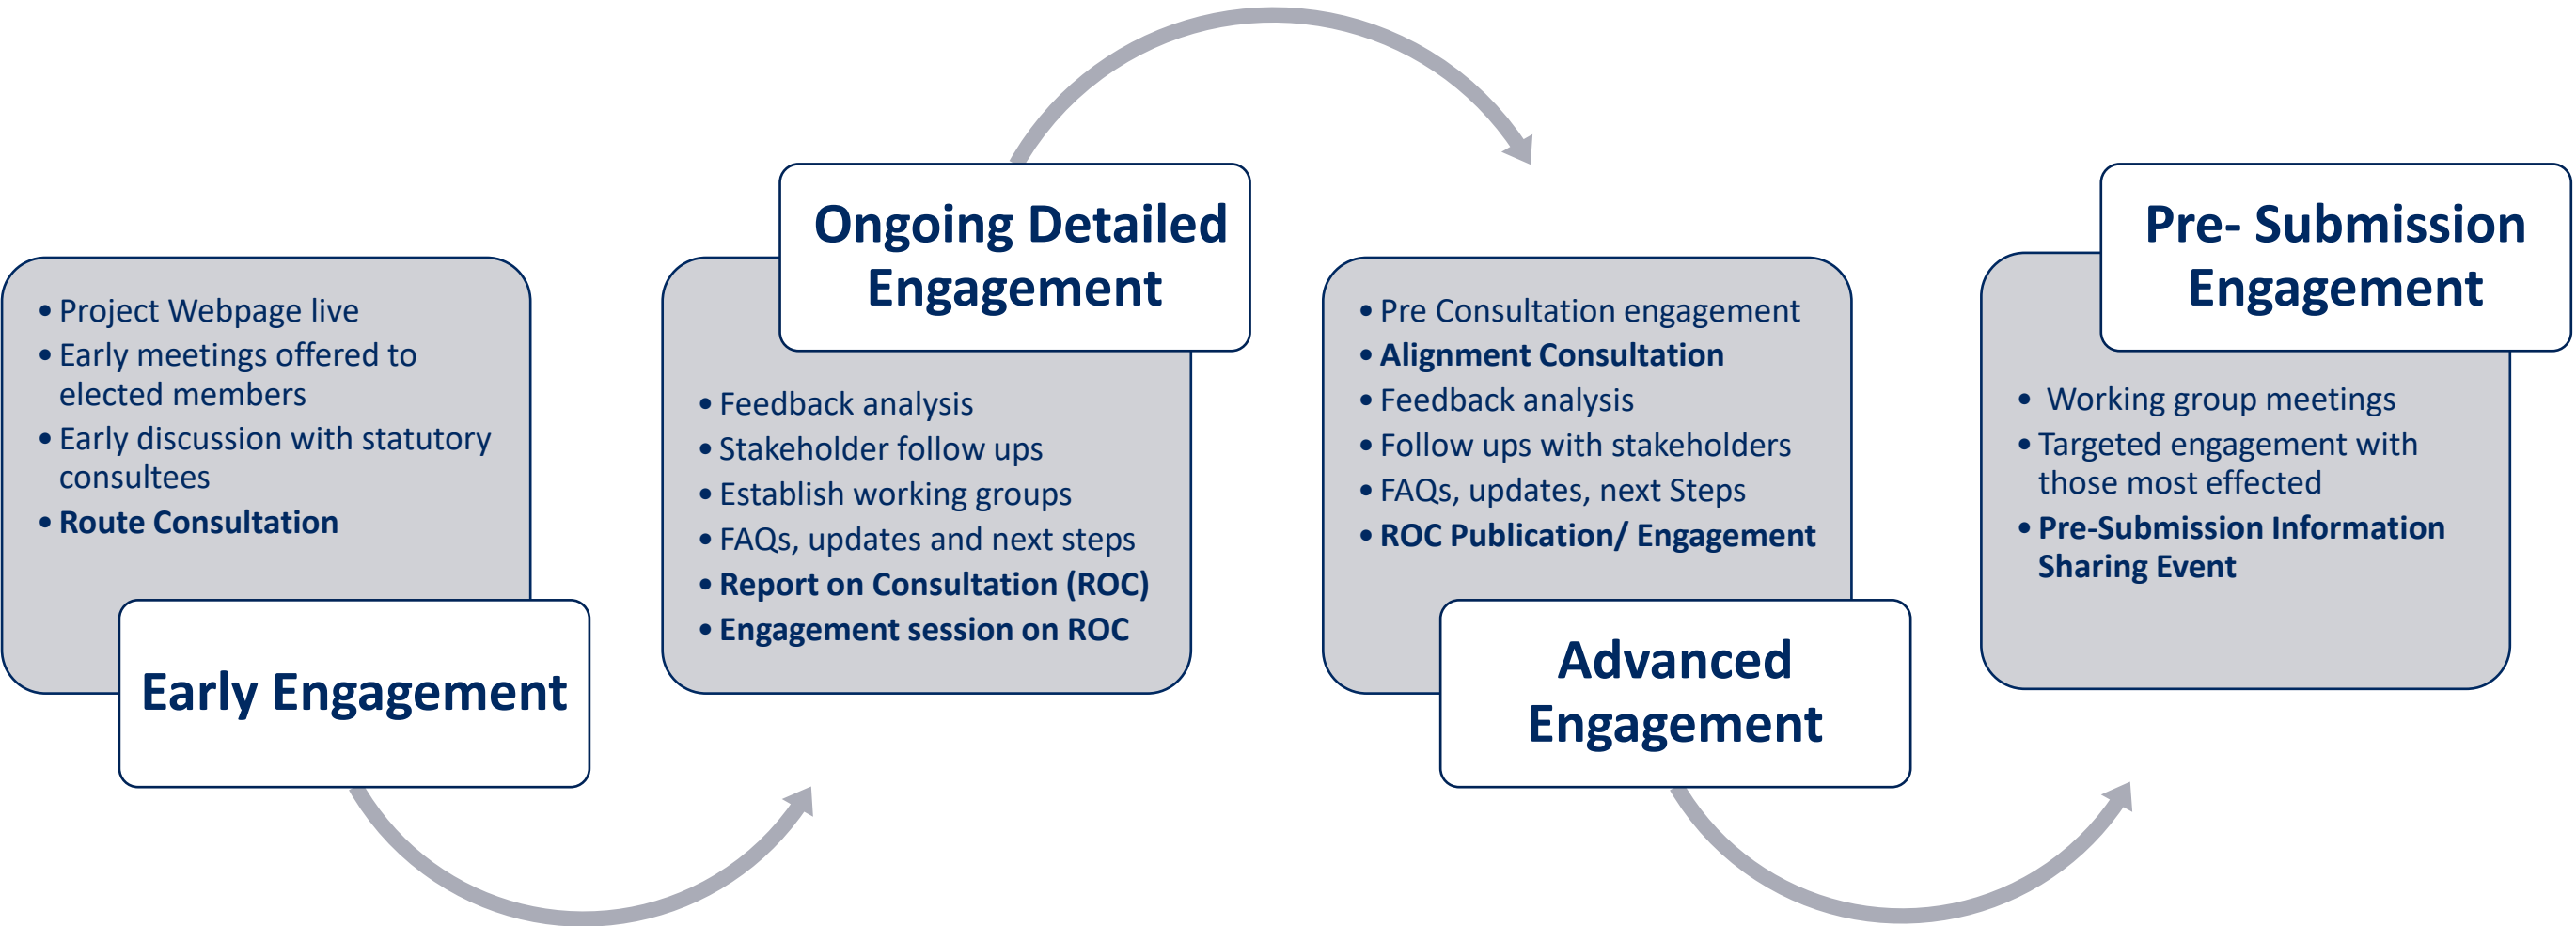 • Project Webpage live
• Early meetings offered to
elected members
• Early discussion with statutory
consultees
• Route Consultation
Early Engagement
Ongoing Detailed
Engagement
• Feedback analysis
• Stakeholder follow ups
• Establish working groups
• FAQs, updates and next steps
• Report on Consultation (ROC)
• Engagement session on ROC
• Pre Consultation engagement
• Alignment Consultation
• Feedback analysis
• Follow ups with stakeholders
• FAQs, updates, next Steps
• ROC Publication/ Engagement
Advanced
Engagement
Pre- Submission
Engagement
• Working group meetings
• Targeted engagement with
those most effected
• Pre-Submission Information
Sharing Event